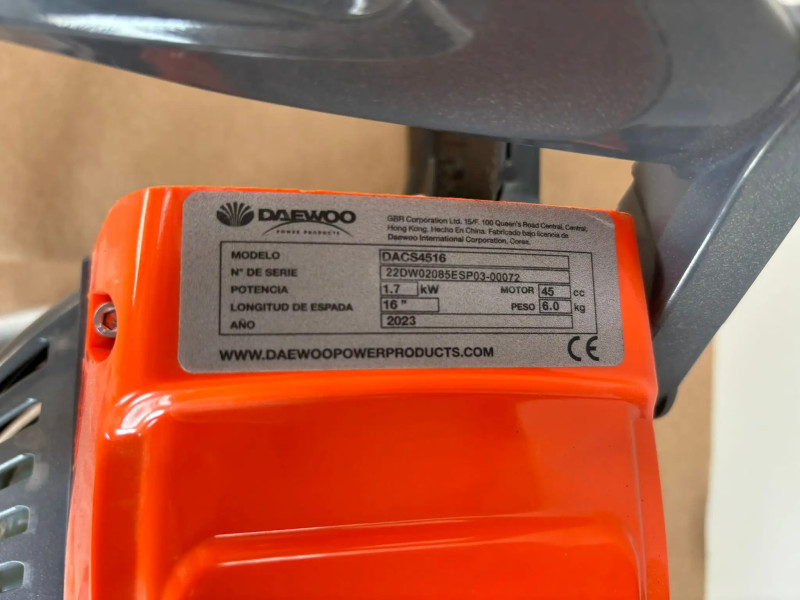 DAEWOO
POWER PRODUCTS
GBR Corporation Ltd. 15/F. 100 Queen's Road Central, Central,
Hong Kong, Hecho En China. Fabricado bajo licencia de
Daewoo International Corporation, Corea.
MODELO DACS4516
N° DE SERIE 22DW02085ESP03-00072
POTENCIA 1.7 kW MOTOR 45 cc
LONGITUD DE ESPADA 16" PESO 6.0 kg
AÑO 2023
WWW.DAEWOOPOWERPRODUCTS.COM CE